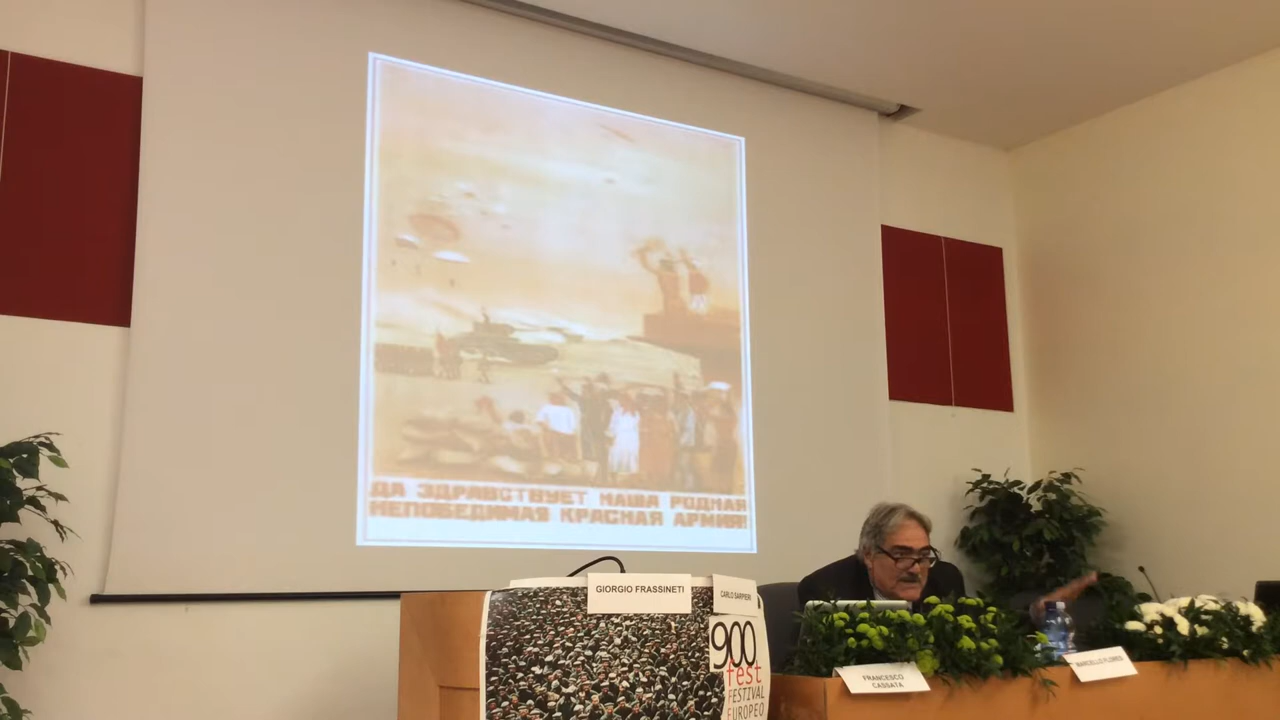 ДА ЗДРАВСТВУЕТ НАША РОДНАЯ
НЕПОБЕДИМАЯ КРАСНАЯ АРМИЯ!
GIORGIO FRASSINETI
CARLO SARPIERI
900
fest
FESTIVAL
EUROPEO
FRANCESCO
CASSATA
MARCELLO FLORES